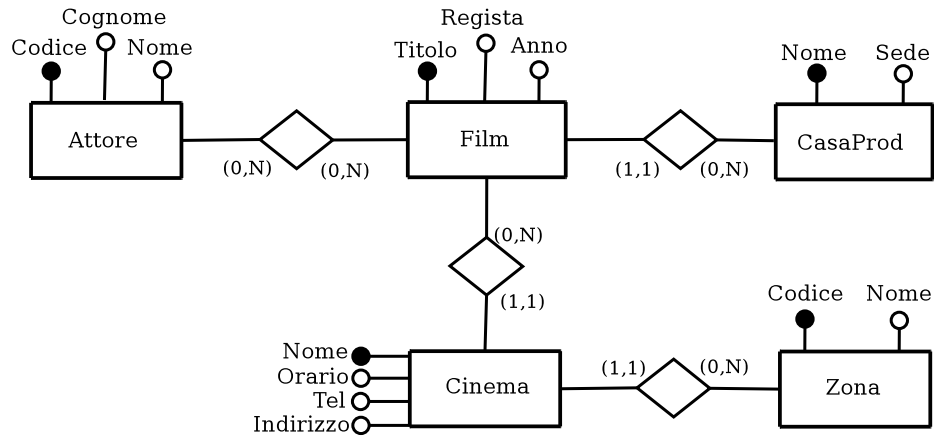 Cognome
Codice
Nome
Attore
(0,N)
(0,N)
Regista
Titolo
Anno
Film
(1,1)
(0,N)
Nome
Sede
CasaProd
(0,N)
(1,1)
Nome
Orario
Tel
Indirizzo
Cinema
(1,1)
(0,N)
Codice
Nome
Zona